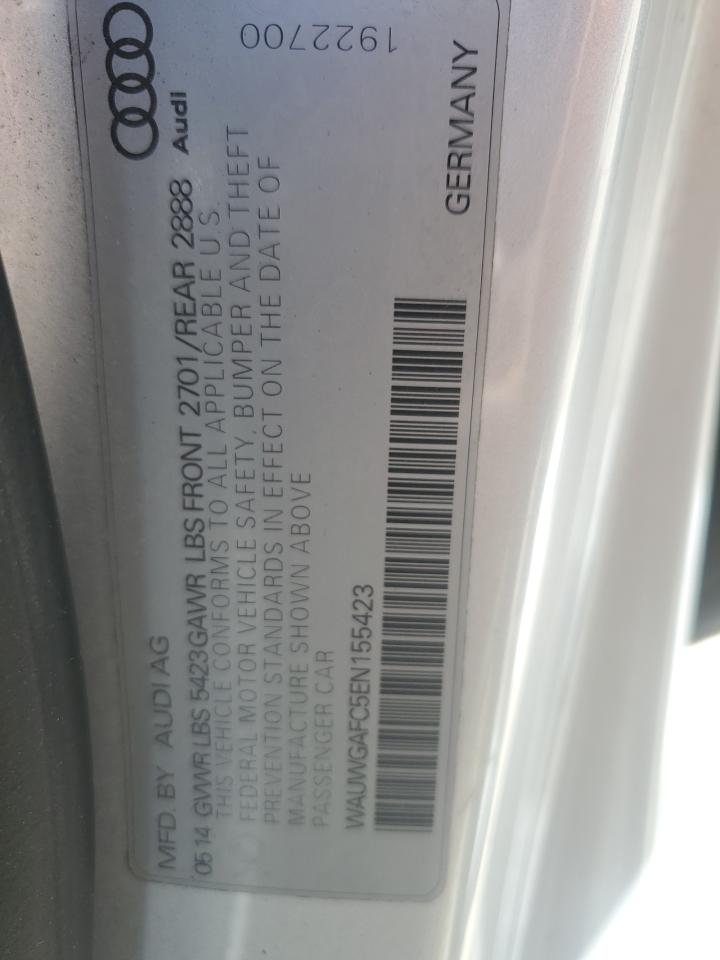 MFD. BY AUDI AG
05 14 GVWR LBS 5423 GAWR LBS FRONT 2701/REAR 2888
THIS VEHICLE CONFORMS TO ALL APPLICABLE U.S.
FEDERAL MOTOR VEHICLE SAFETY, BUMPER AND THEFT
PREVENTION STANDARDS IN EFFECT ON THE DATE OF
MANUFACTURE SHOWN ABOVE
PASSENGER CAR
WAUWGAFC5EN155423
Audi
1922700
GERMANY